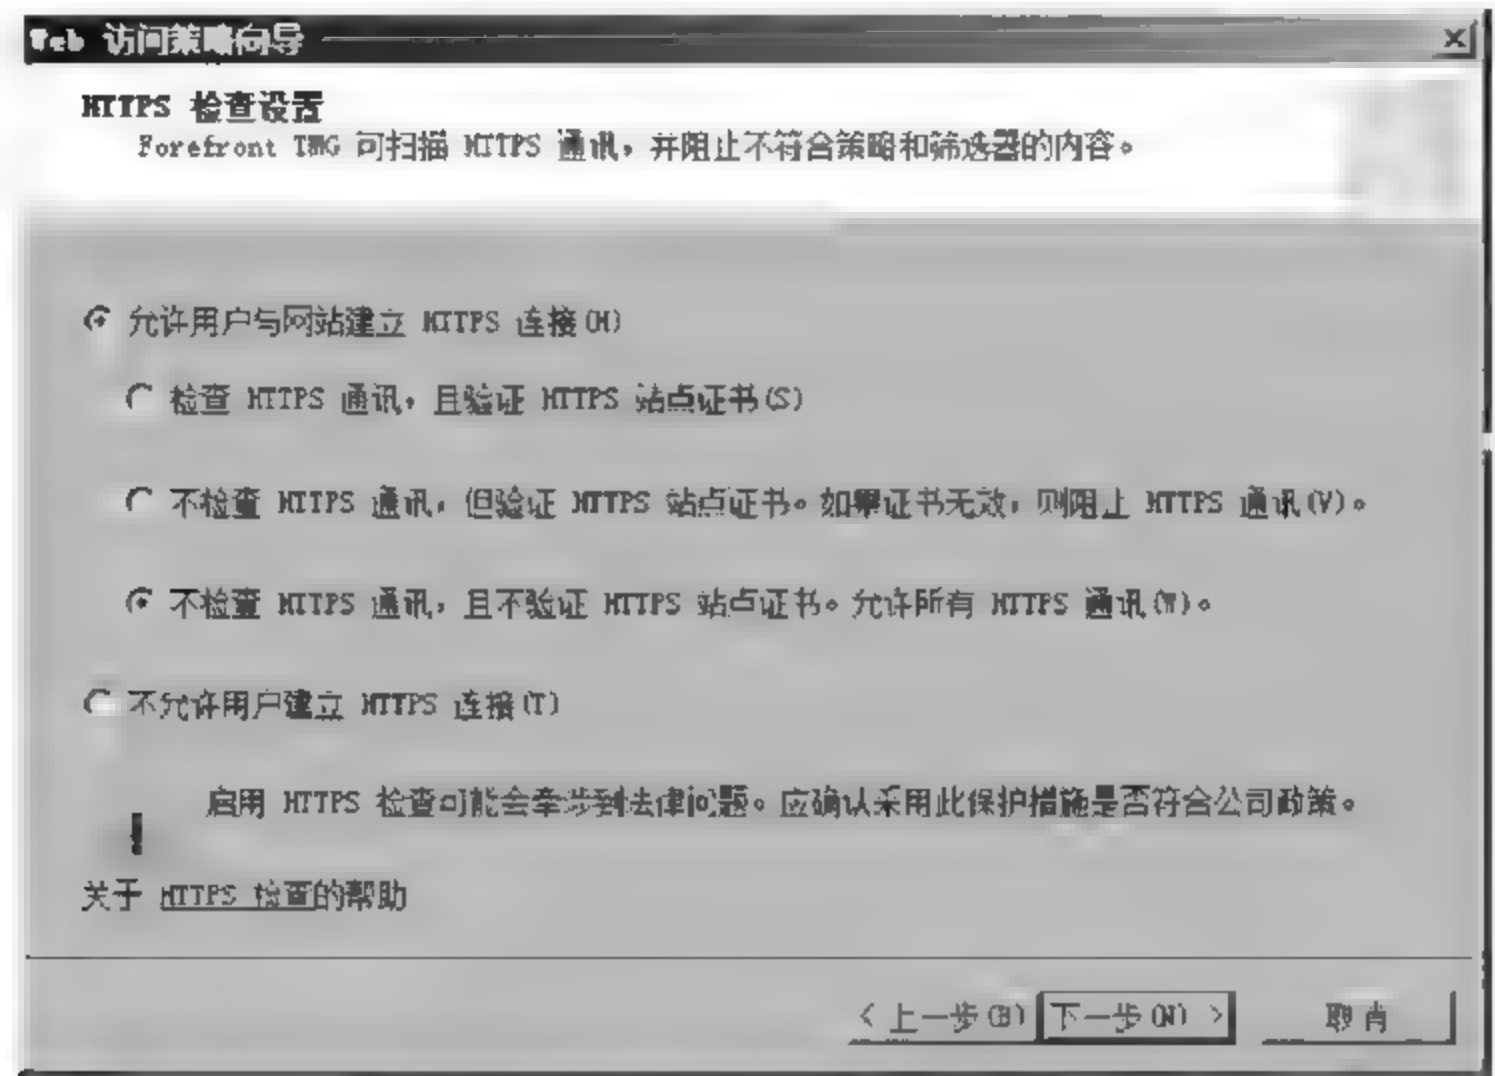 Web 访问策略向导
HTTPS 检查设置
Forefront TMG 可扫描 HTTPS 通讯，并阻止不符合策略和筛选器的内容。
允许用户与网站建立 HTTPS 连接(H)
检查 HTTPS 通讯，且验证 HTTPS 站点证书(S)
不检查 HTTPS 通讯，但验证 HTTPS 站点证书。如果证书无效，则阻止 HTTPS 通讯(V)。
不检查 HTTPS 通讯，且不验证 HTTPS 站点证书。允许所有 HTTPS 通讯(W)。
不允许用户建立 HTTPS 连接(T)
启用 HTTPS 检查可能会牵涉到法律问题。应确认采用此保护措施是否符合公司政策。
关于 HTTPS 检查的帮助
< 上一步(B) 下一步(N) > 取消